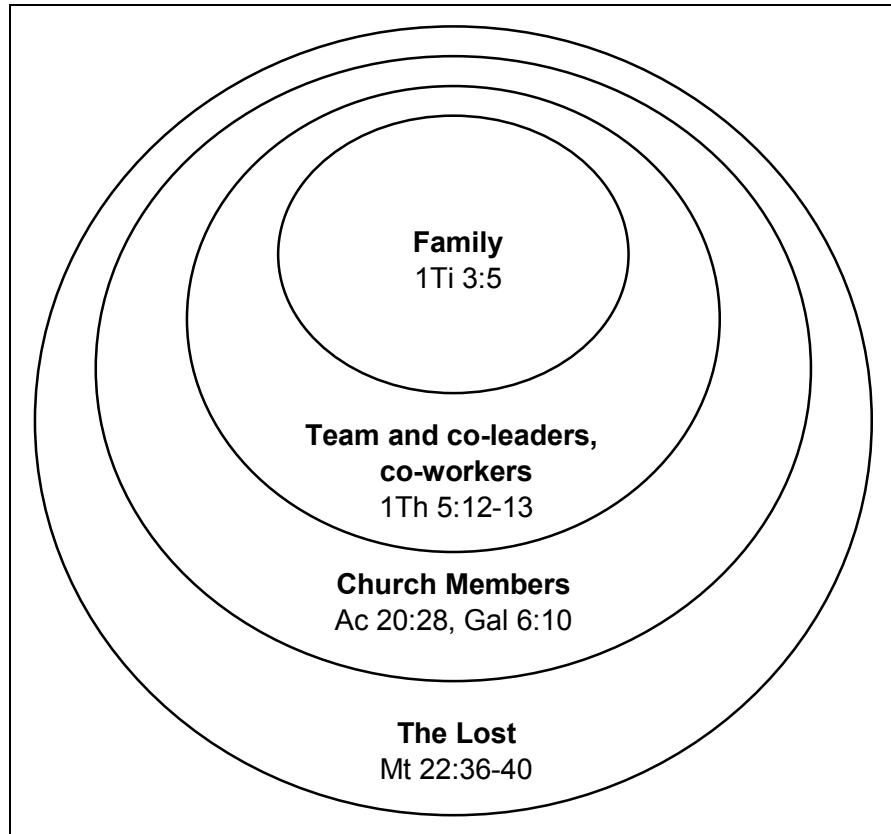 Family
1Ti 3:5
Team and co-leaders,
co-workers
1Th 5:12-13
Church Members
Ac 20:28, Gal 6:10
The Lost
Mt 22:36-40